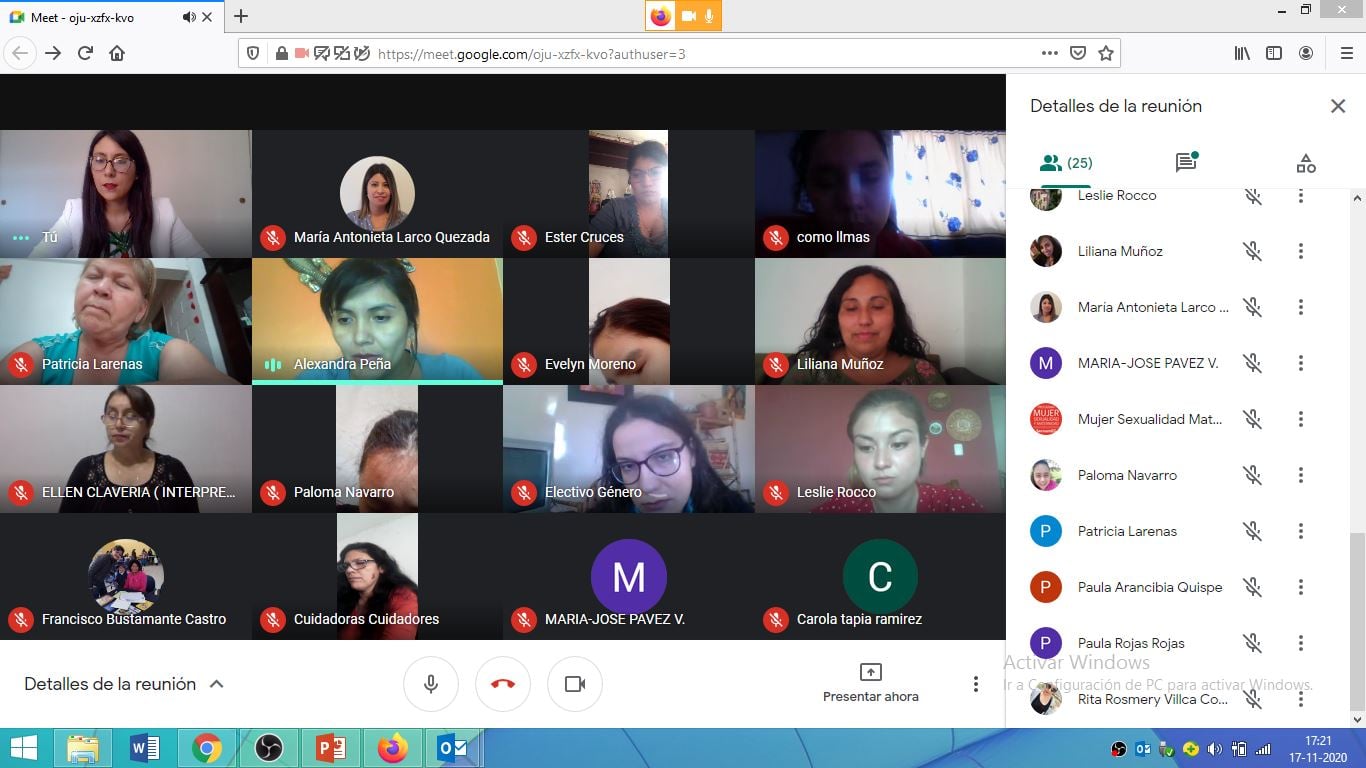 Meet - oju-xzfx-kvo
https://meet.google.com/oju-xzfx-kvo?authuser=3
Detalles de la reunión
(25)
Tú
María Antonieta Larco Quezada
Ester Cruces
como llmas
Patricia Larenas
Alexandra Peña
Evelyn Moreno
Liliana Muñoz
ELLEN CLAVERIA ( INTERPRE...
Paloma Navarro
Electivo Género
Leslie Rocco
Francisco Bustamante Castro
Cuidadoras Cuidadores
M
MARIA-JOSE PAVEZ V.
C
Carola tapia ramirez
Leslie Rocco
Liliana Muñoz
María Antonieta Larco ...
M
MARIA-JOSE PAVEZ V.
MUJER
SEXUALIDAD
Mujer Sexualidad Mat...
Paloma Navarro
P
Patricia Larenas
P
Paula Arancibia Quispe
P
Paula Rojas Rojas
Rita Rosmery Villca Co...
Activar Windows
Ir a Configuración de PC para activar Windows.
Detalles de la reunión
Presentar ahora
17:21
17-11-2020